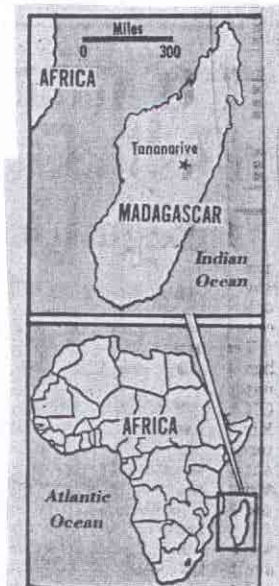 Miles
0 300
AFRICA
Tananarive
MADAGASCAR
Indian
Ocean
AFRICA
Atlantic
Ocean